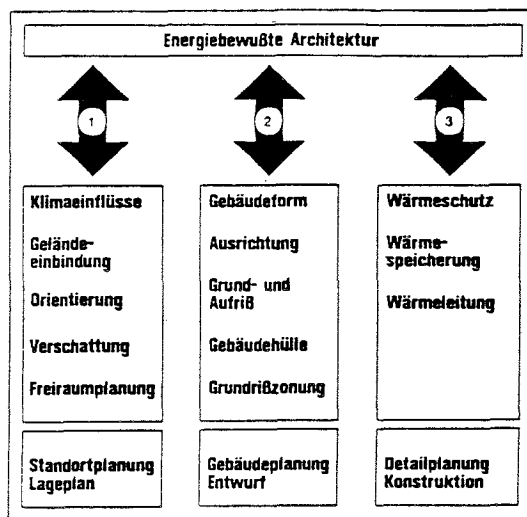 Energiebewußte Architektur
1
2
3
Klimaeinflüsse
Gelände-
einbindung
Orientierung
Verschattung
Freiraumplanung
Standortplanung
Lageplan
Gebäudeform
Ausrichtung
Grund- und
Aufriß
Gebäudehülle
Grundrißzonung
Gebäudeplanung
Entwurf
Wärmeschutz
Wärme-
speicherung
Wärmeleitung
Detailplanung
Konstruktion